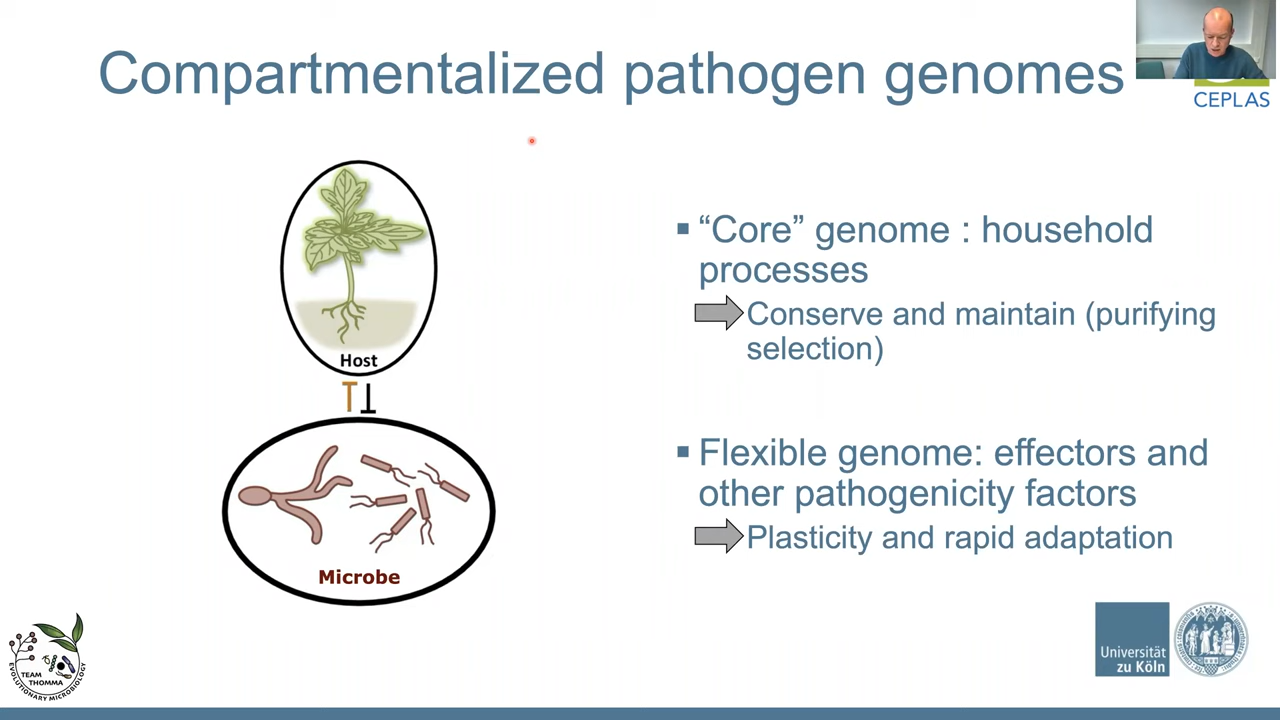 Compartmentalized pathogen genomes
CEPLAS
▪ “Core” genome : household
processes
Conserve and maintain (purifying
selection)
▪ Flexible genome: effectors and
other pathogenicity factors
Plasticity and rapid adaptation
Host
Microbe
TEAM
THOMMA
EVOLUTIONARY MICROBIOLOGY
Universität
zu Köln